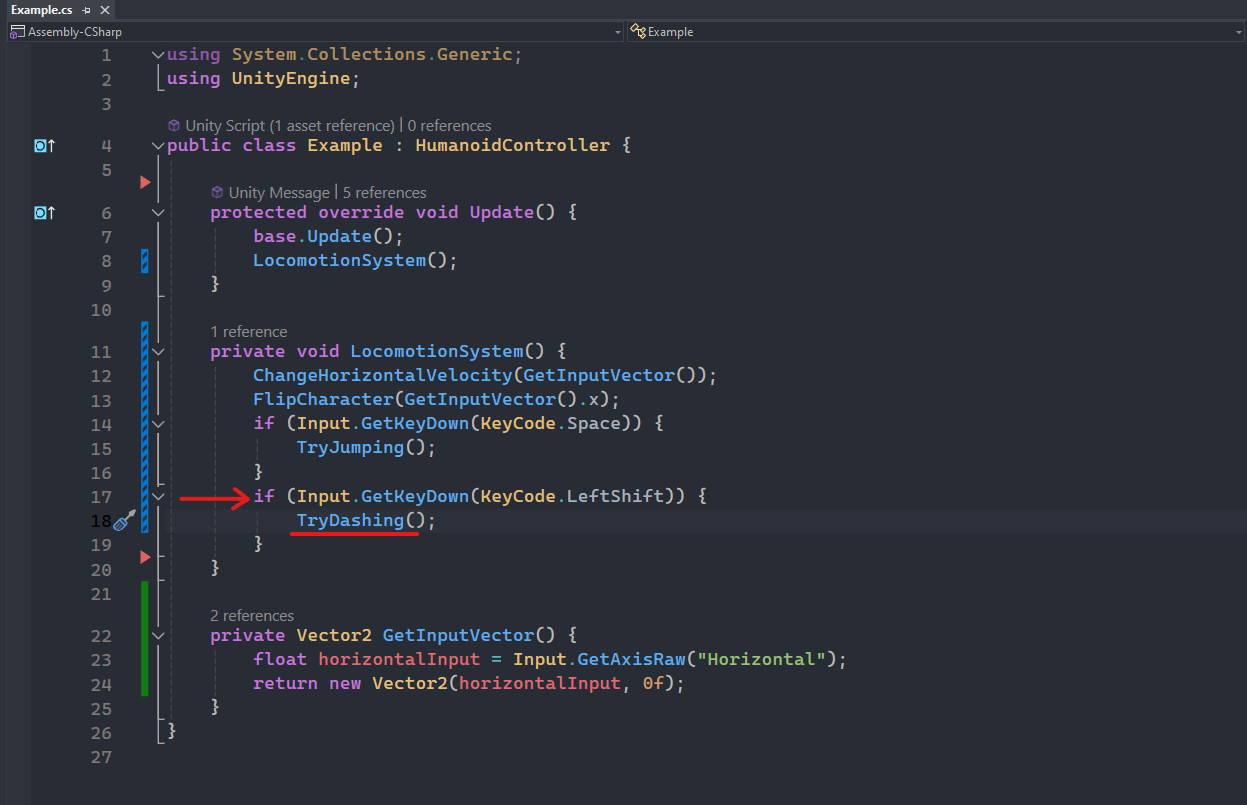 Example.cs
Assembly-CSharp
Example
1 using System.Collections.Generic;
2 using UnityEngine;
3
Unity Script (1 asset reference) | 0 references
4 public class Example : HumanoidController {
5
Unity Message | 5 references
6 protected override void Update() {
7 base.Update();
8 LocomotionSystem();
9 }
10
1 reference
11 private void LocomotionSystem() {
12 ChangeHorizontalVelocity(GetInputVector());
13 FlipCharacter(GetInputVector().x);
14 if (Input.GetKeyDown(KeyCode.Space)) {
15 TryJumping();
16 }
17 if (Input.GetKeyDown(KeyCode.LeftShift)) {
18 TryDashing();
19 }
20 }
21
2 references
22 private Vector2 GetInputVector() {
23 float horizontalInput = Input.GetAxisRaw("Horizontal");
24 return new Vector2(horizontalInput, 0f);
25 }
26 }
27